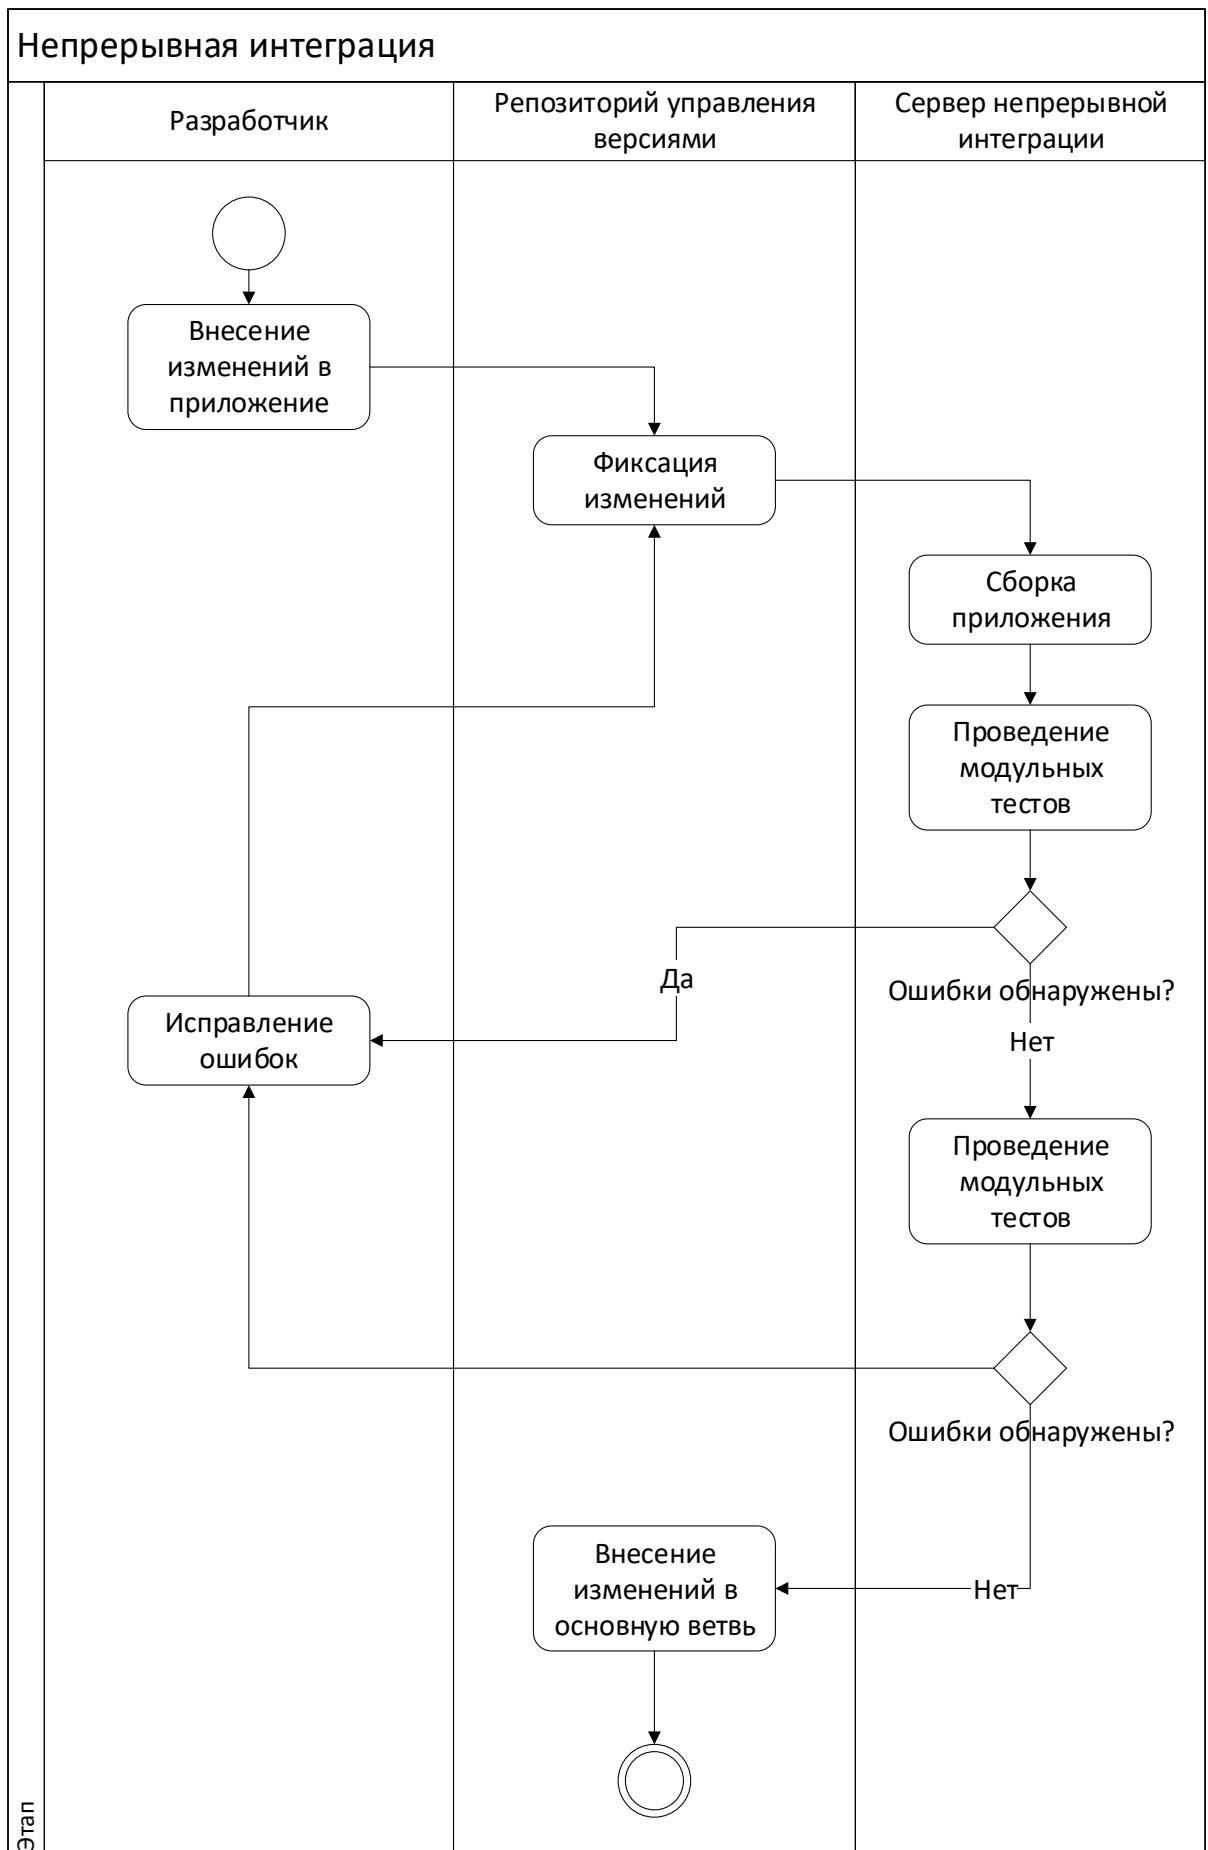 Непрерывная интеграция
Разработчик
Репозиторий управления
версиями
Сервер непрерывной
интеграции
Внесение
изменений в
приложение
Фиксация
изменений
Сборка
приложения
Проведение
модульных
тестов
Да
Ошибки обнаружены?
Исправление
ошибок
Нет
Проведение
модульных
тестов
Ошибки обнаружены?
Внесение
изменений в
основную ветвь
Нет
Этап